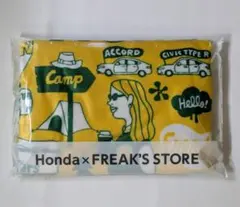 ACCORD
CIVIC TYPE R
Camp
Hello!
Honda×FREAK'S STORE